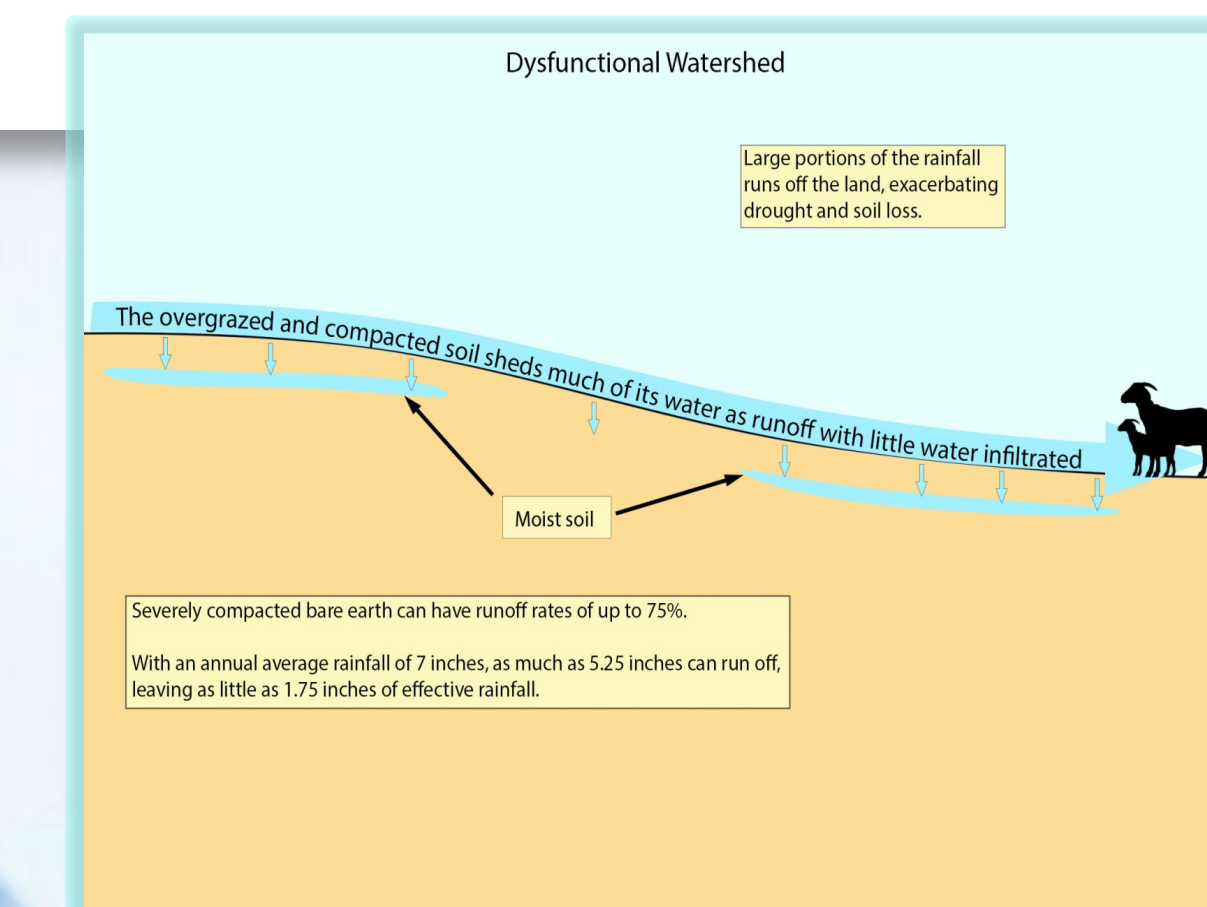 Dysfunctional Watershed
Large portions of the rainfall
runs off the land, exacerbating
drought and soil loss.
The overgrazed and compacted soil sheds much of its water as runoff with little water infiltrated
Moist soil
Severely compacted bare earth can have runoff rates of up to 75%.
With an annual average rainfall of 7 inches, as much as 5.25 inches can run off,
leaving as little as 1.75 inches of effective rainfall.